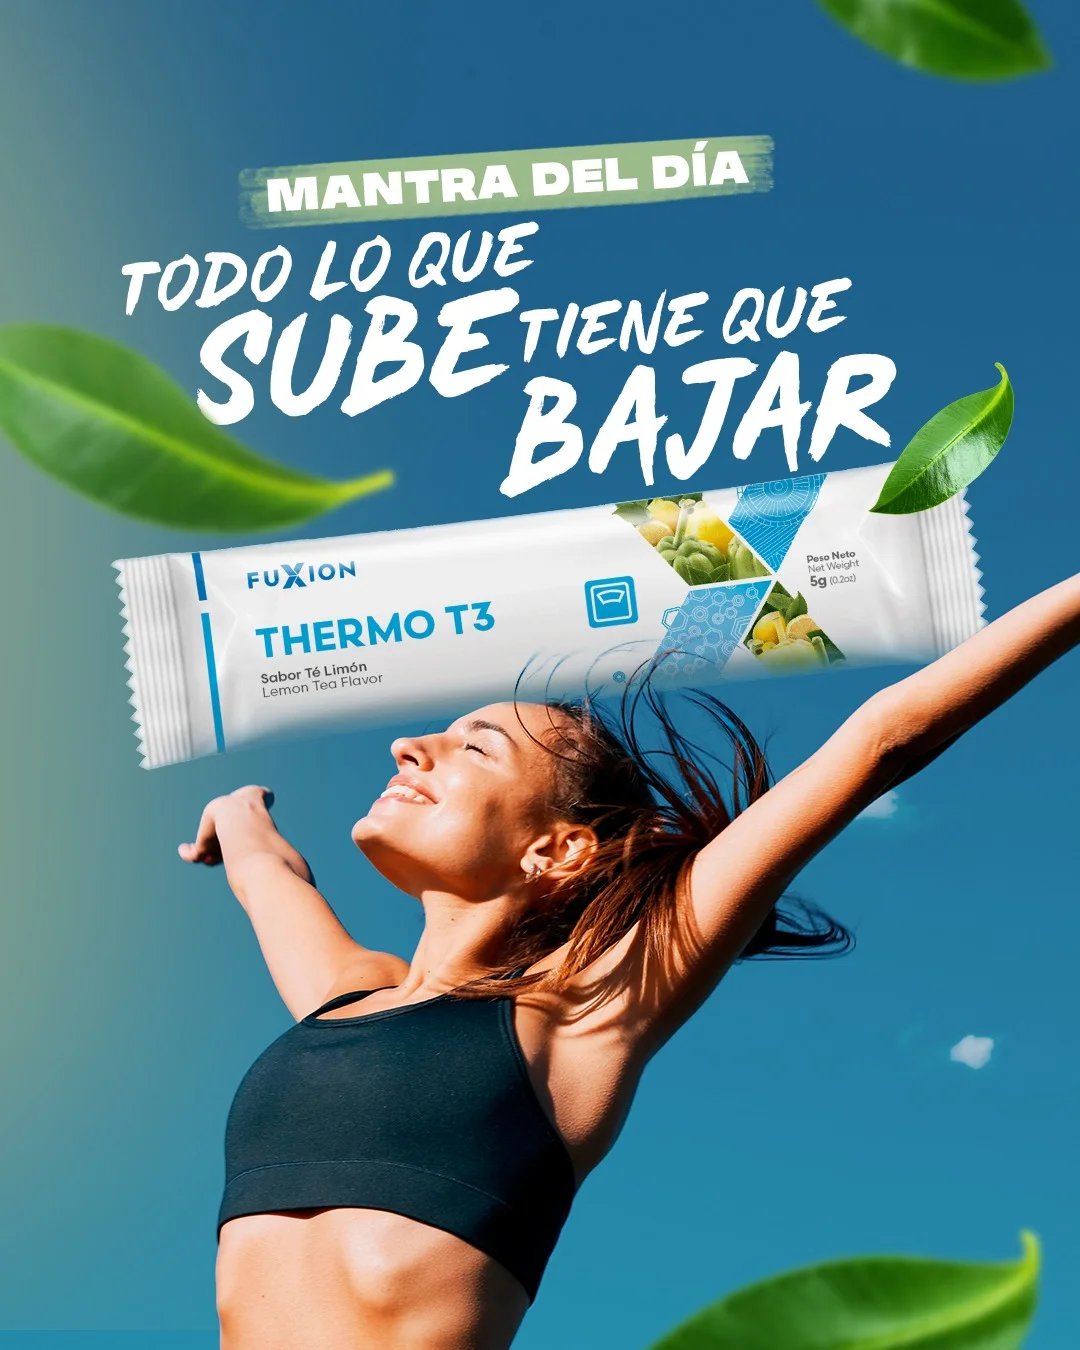 MANTRA DEL DÍA
TODO LO QUE
SUBE TIENE QUE
BAJAR
FUXION
THERMO T3
Sabor Té Limón
Lemon Tea Flavor
Peso Neto
Net Weight
5g (0.2oz)